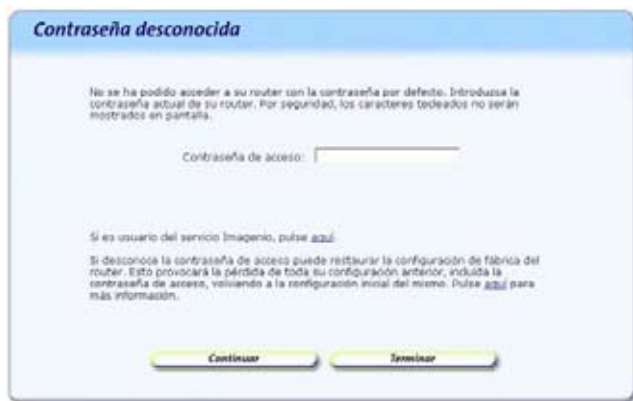 Contraseña desconocida
No se ha podido acceder a su router con la contraseña por defecto. Introduzca la
contraseña actual de su router. Por seguridad, los caracteres tecleados no serán
mostrados en pantalla.
Contraseña de acceso:
Si es usuario del servicio Imagenio, pulse aquí.
Si desconoce la contraseña de acceso puede restaurar la configuración de fábrica del
router. Esto provocará la pérdida de toda su configuración anterior, incluida la
contraseña de acceso, volviendo a la configuración inicial del mismo. Pulse aquí para
más información.
Continuar
Terminar